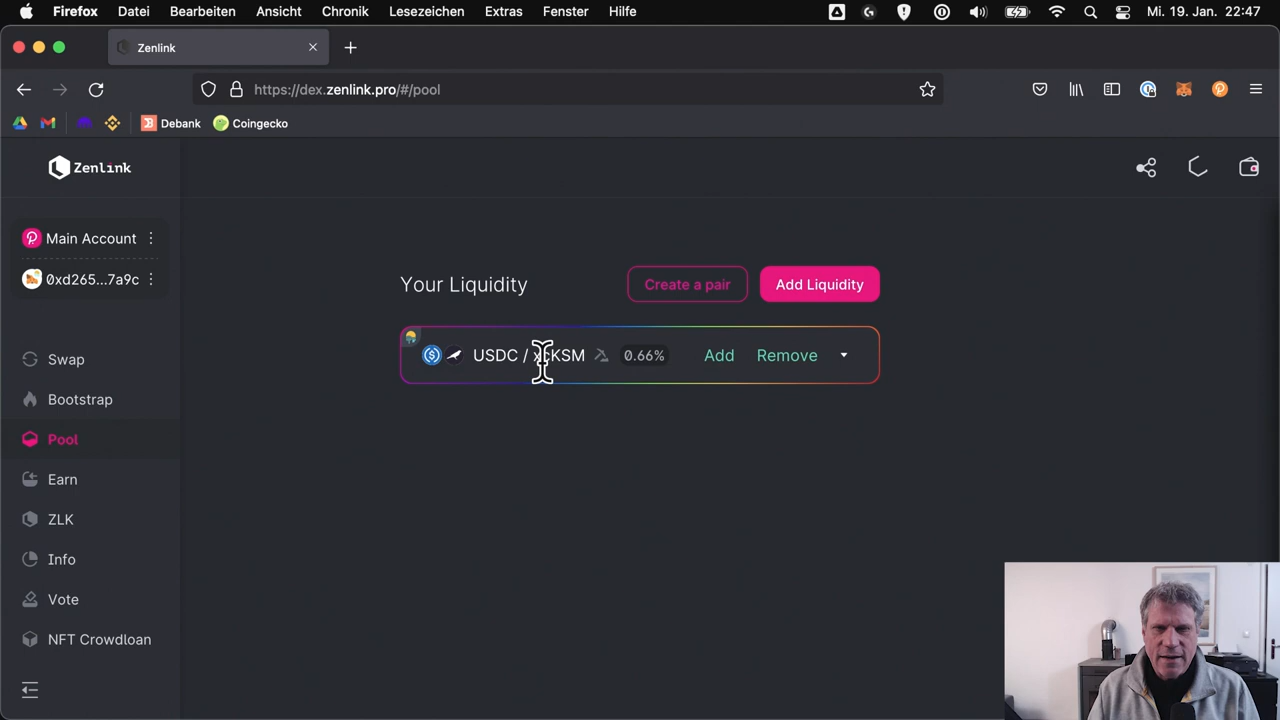 Firefox Datei Bearbeiten Ansicht Chronik Lesezeichen Extras Fenster Hilfe Mi. 19. Jan. 22:47
Zenlink
https://dex.zenlink.pro/#/pool
Debank Coingecko
Zenlink
Main Account
0xd265...7a9c
Your Liquidity Create a pair Add Liquidity
USDC / 0.66% Add Remove
Swap
Bootstrap
Pool
Earn
ZLK
Info
Vote
NFT Crowdloan